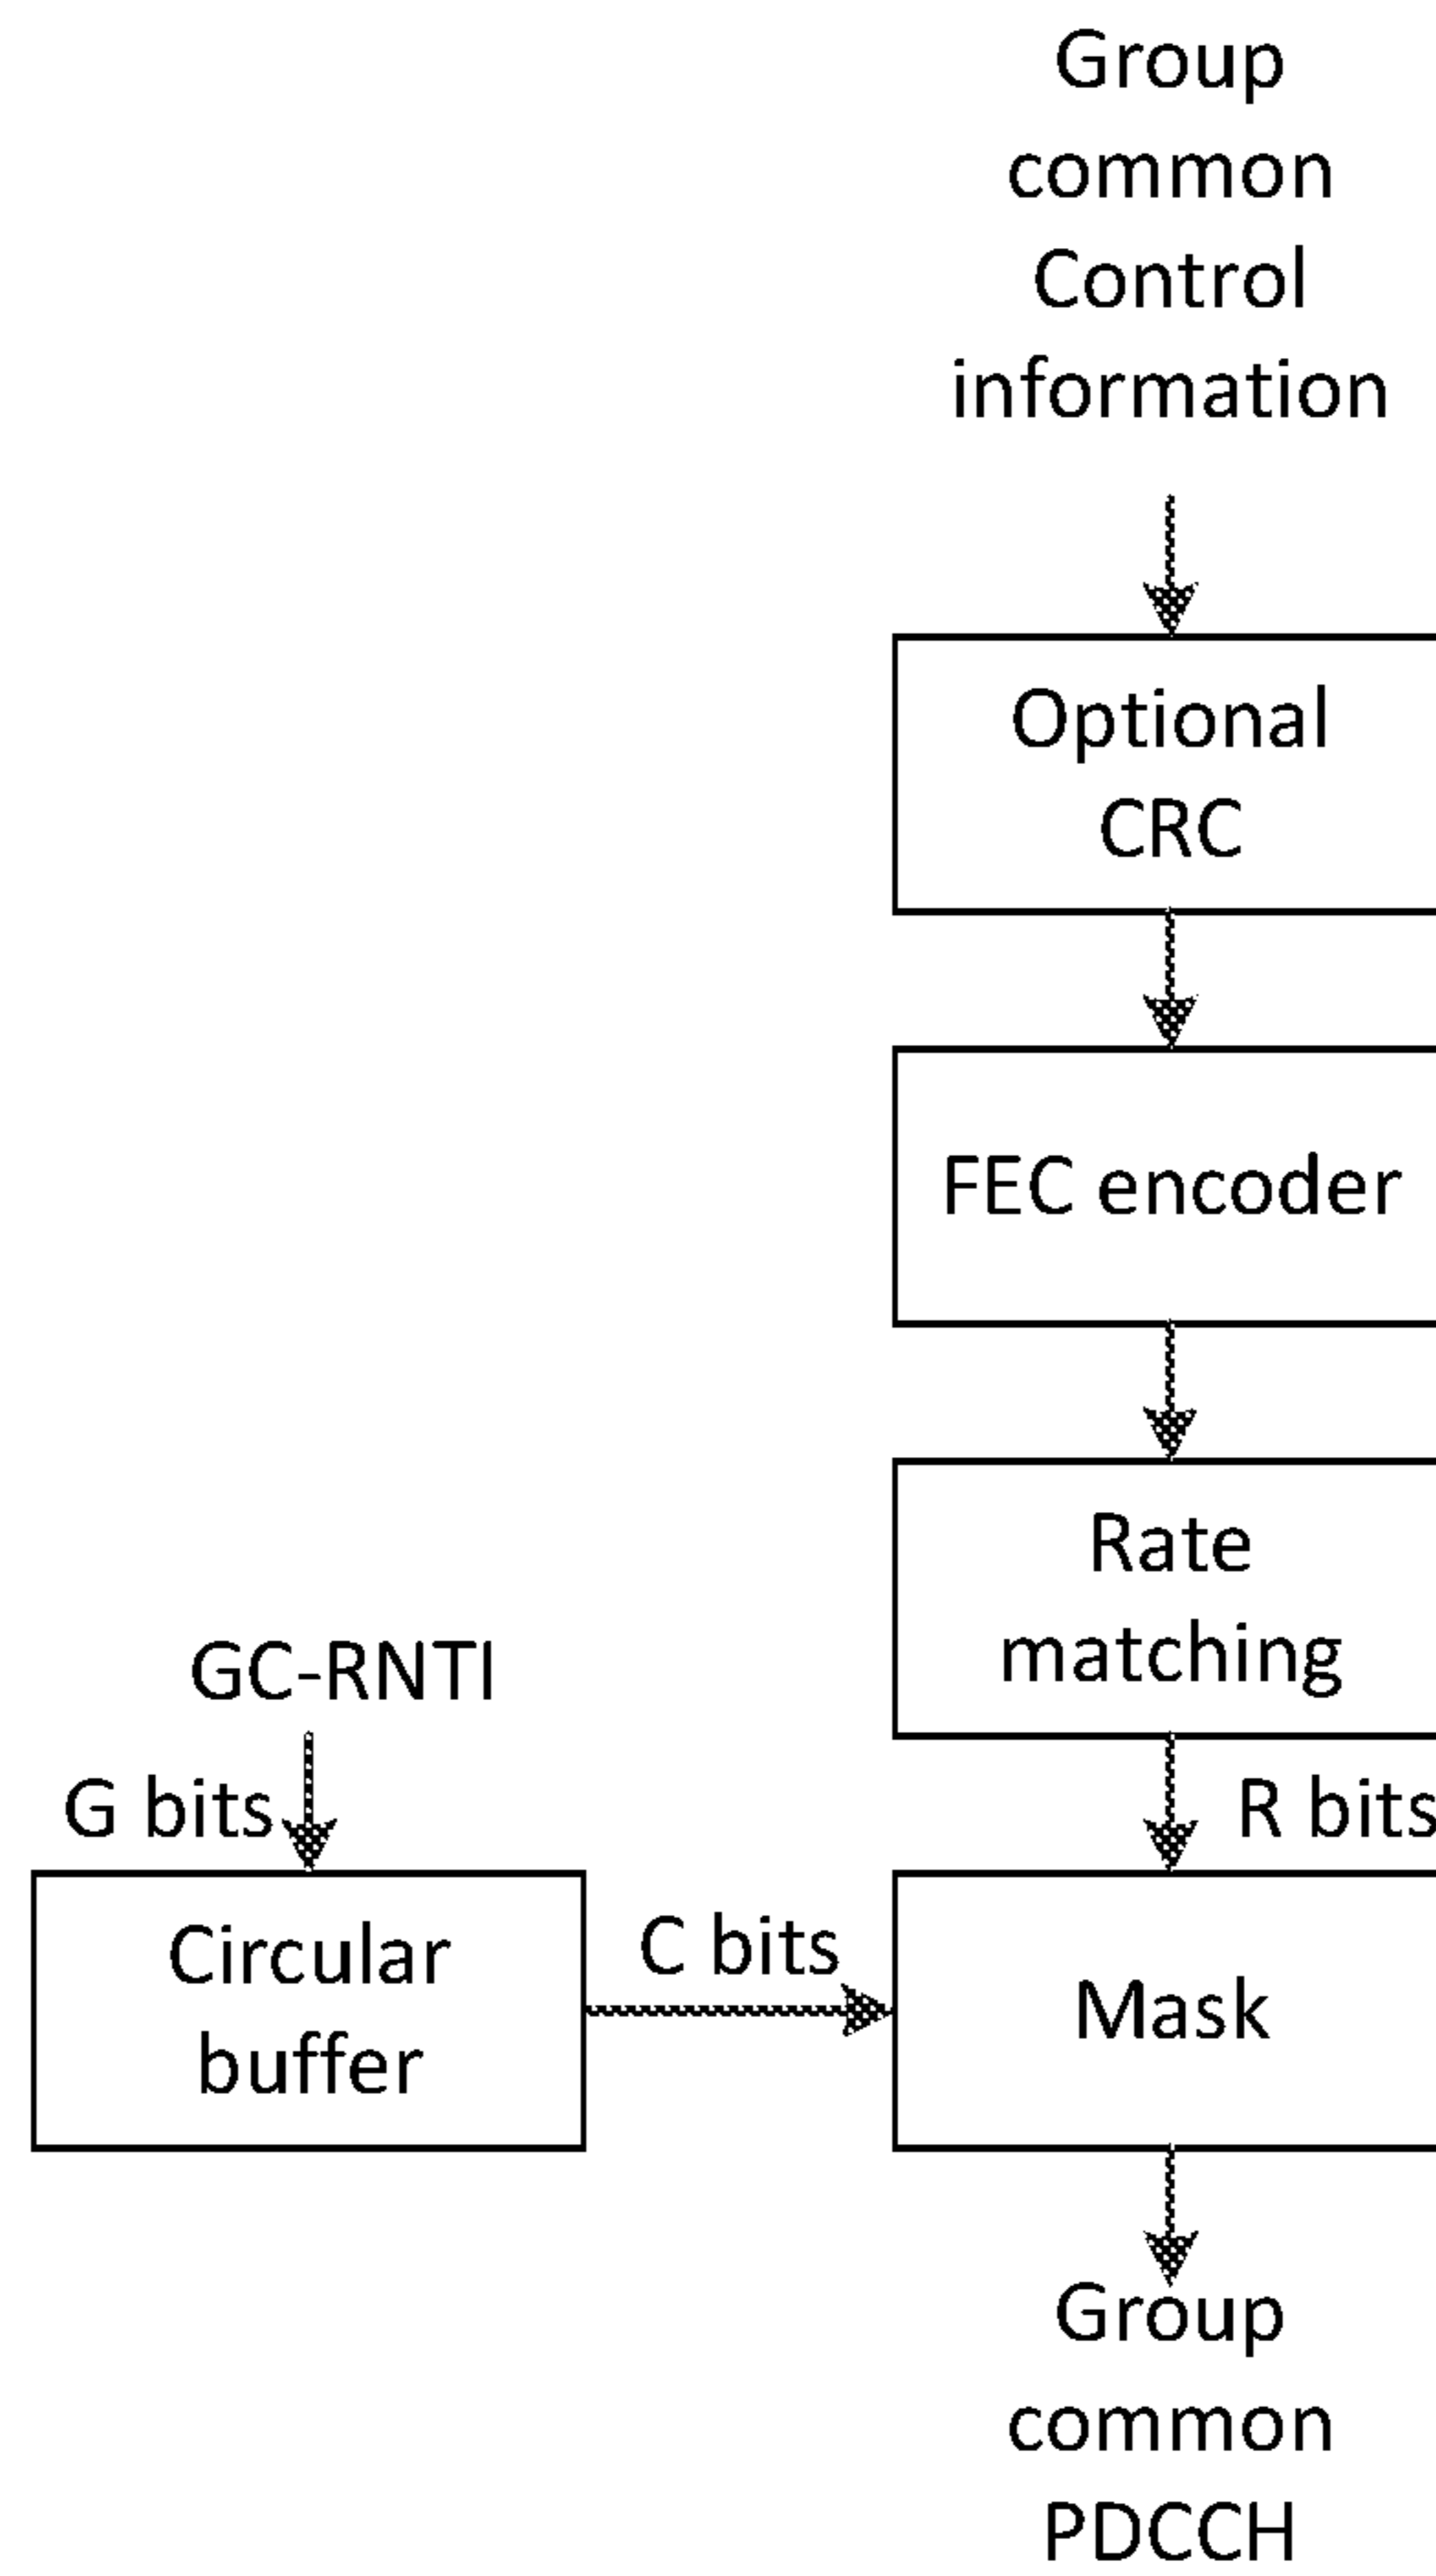 Group
common
Control
information
Optional
CRC
FEC encoder
Rate
matching
GC-RNTI
G bits
R bits
Circular
buffer
C bits
Mask
Group
common
PDCCH